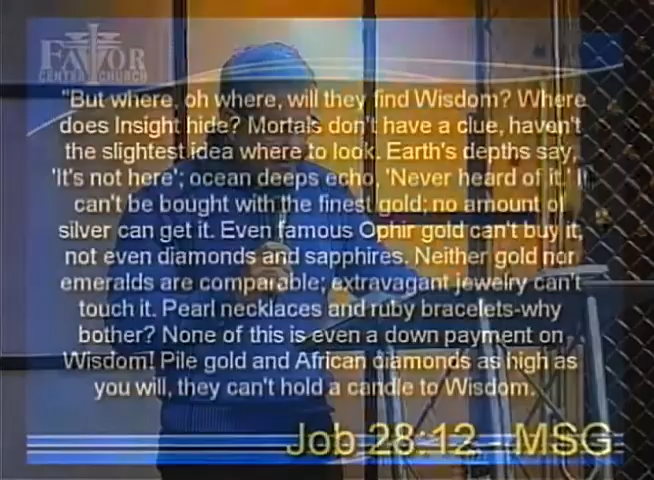 FAVOR
CENTER CHURCH
"But where, oh where, will they find Wisdom? Where
does Insight hide? Mortals don't have a clue, haven't
the slightest idea where to look. Earth's depths say,
'It's not here'; ocean deeps echo, 'Never heard of it.' It
can't be bought with the finest gold; no amount of
silver can get it. Even famous Ophir gold can't buy it,
not even diamonds and sapphires. Neither gold nor
emeralds are comparable; extravagant jewelry can't
touch it. Pearl necklaces and ruby bracelets-why
bother? None of this is even a down payment on
Wisdom! Pile gold and African diamonds as high as
you will, they can't hold a candle to Wisdom.
Job 28:12 - MSG